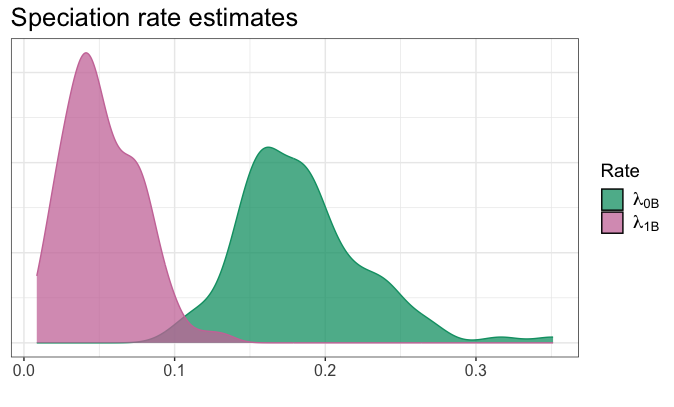 Speciation rate estimates
Rate
λ0B
λ1B
0.0 0.1 0.2 0.3